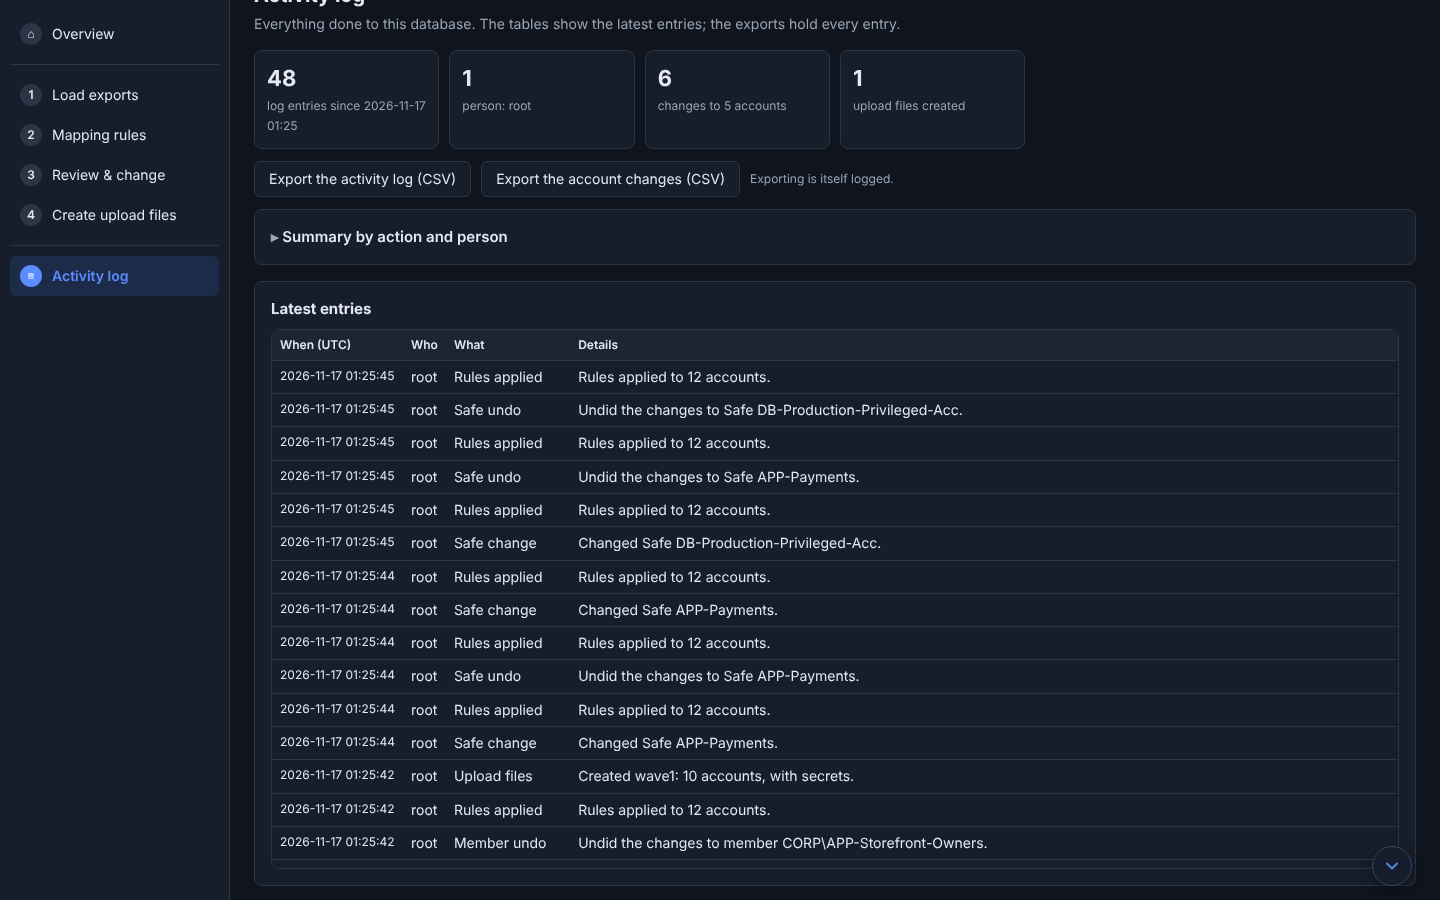 Activity log
Overview
1 Load exports
2 Mapping rules
3 Review & change
4 Create upload files
Activity log
Everything done to this database. The tables show the latest entries; the exports hold every entry.
48
log entries since 2026-11-17
01:25
1
person: root
6
changes to 5 accounts
1
upload files created
Export the activity log (CSV)
Export the account changes (CSV)
Exporting is itself logged.
Summary by action and person
Latest entries
When (UTC) Who What Details
2026-11-17 01:25:45 root Rules applied Rules applied to 12 accounts.
2026-11-17 01:25:45 root Safe undo Undid the changes to Safe DB-Production-Privileged-Acc.
2026-11-17 01:25:45 root Rules applied Rules applied to 12 accounts.
2026-11-17 01:25:45 root Safe undo Undid the changes to Safe APP-Payments.
2026-11-17 01:25:45 root Rules applied Rules applied to 12 accounts.
2026-11-17 01:25:45 root Safe change Changed Safe DB-Production-Privileged-Acc.
2026-11-17 01:25:44 root Rules applied Rules applied to 12 accounts.
2026-11-17 01:25:44 root Safe change Changed Safe APP-Payments.
2026-11-17 01:25:44 root Rules applied Rules applied to 12 accounts.
2026-11-17 01:25:44 root Safe undo Undid the changes to Safe APP-Payments.
2026-11-17 01:25:44 root Rules applied Rules applied to 12 accounts.
2026-11-17 01:25:44 root Safe change Changed Safe APP-Payments.
2026-11-17 01:25:42 root Upload files Created wave1: 10 accounts, with secrets.
2026-11-17 01:25:42 root Rules applied Rules applied to 12 accounts.
2026-11-17 01:25:42 root Member undo Undid the changes to member CORP\APP-Storefront-Owners.